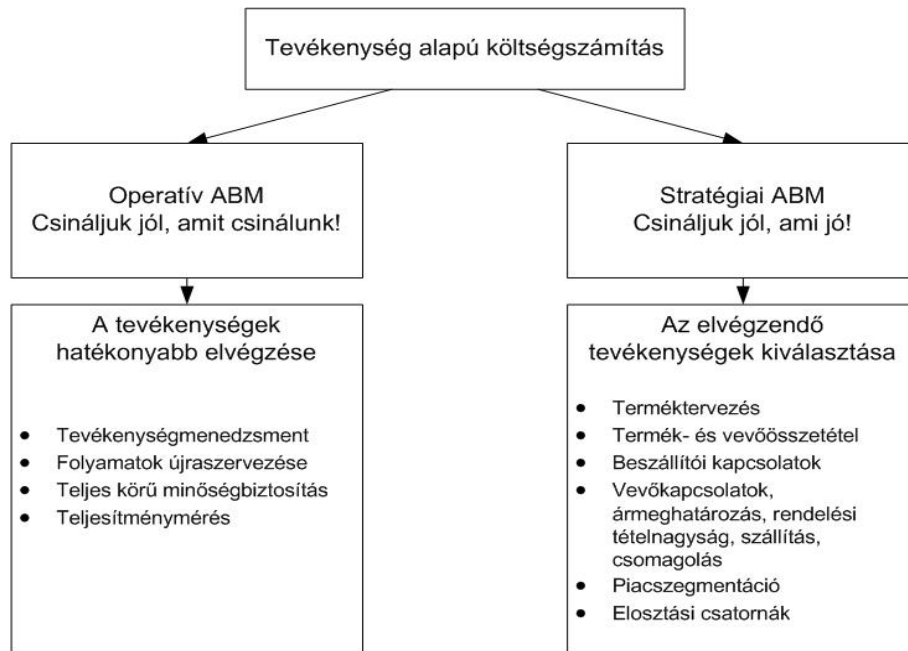 Tevékenység alapú költségszámítás
Operatív ABM
Csináljuk jól, amit csinálunk!
Stratégiai ABM
Csináljuk jól, ami jó!
A tevékenységek
hatékonyabb elvégzése
• Tevékenységmenedzsment
• Folyamatok újraszervezése
• Teljes körű minőségbiztosítás
• Teljesítménymérés
Az elvégzendő
tevékenységek kiválasztása
• Terméktervezés
• Termék- és vevőösszetétel
• Beszállítói kapcsolatok
• Vevőkapcsolatok,
ármeghatározás, rendelési
tételnagyság, szállítás,
csomagolás
• Piacszegmentáció
• Elosztási csatornák